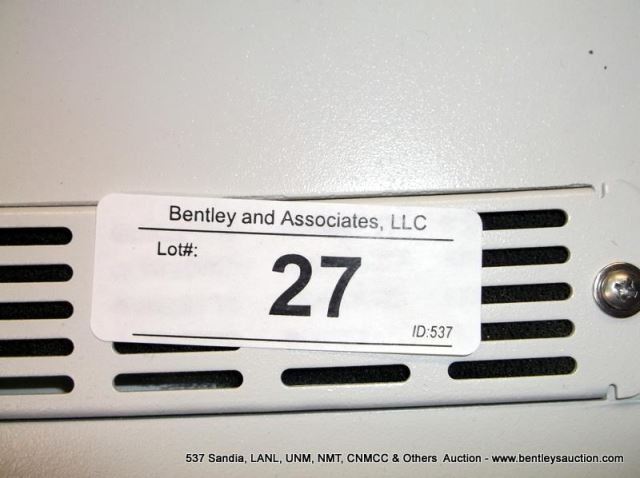 Bentley and Associates, LLC
Lot#:
27
ID:537
537 Sandia, LANL, UNM, NMT, CNMCC & Others  Auction - www.bentleysauction.com